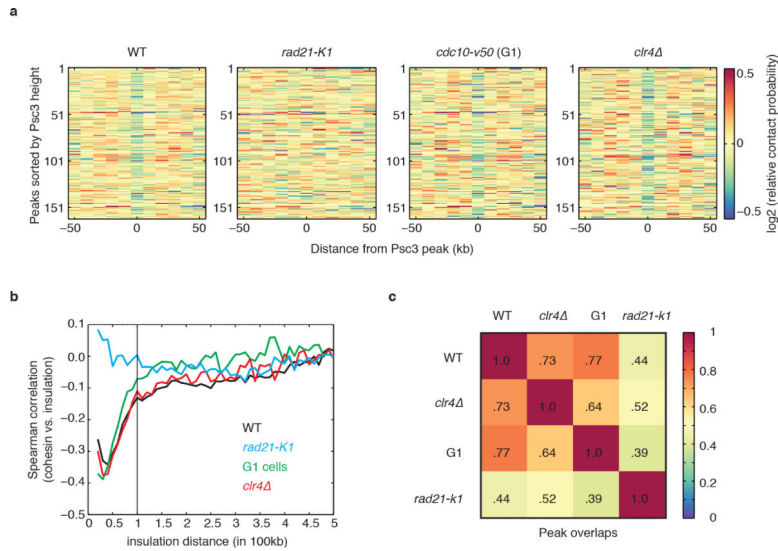 a
WT
rad21-K1
cdc10-v50 (G1)
clr4Δ
Peaks sorted by Psc3 height
1
51
101
151
1
51
101
151
1
51
101
151
1
51
101
151
−50 0 50
−50 0 50
−50 0 50
−50 0 50
Distance from Psc3 peak (kb)
0.5
0
−0.5
log2 (relative contact probability)
b
Spearman correlation
(cohesin vs. insulation)
0.1
0.0
−0.1
−0.2
−0.3
−0.4
−0.5
WT
rad21-K1
G1 cells
clr4Δ
0 0.5 1 1.5 2 2.5 3 3.5 4 4.5 5
insulation distance (in 100kb)
c
WT clr4Δ G1 rad21-k1
WT 1.0 .73 .77 .44
clr4Δ .73 1.0 .64 .52
G1 .77 .64 1.0 .39
rad21-k1 .44 .52 .39 1.0
Peak overlaps
1
0.8
0.6
0.4
0.2
0